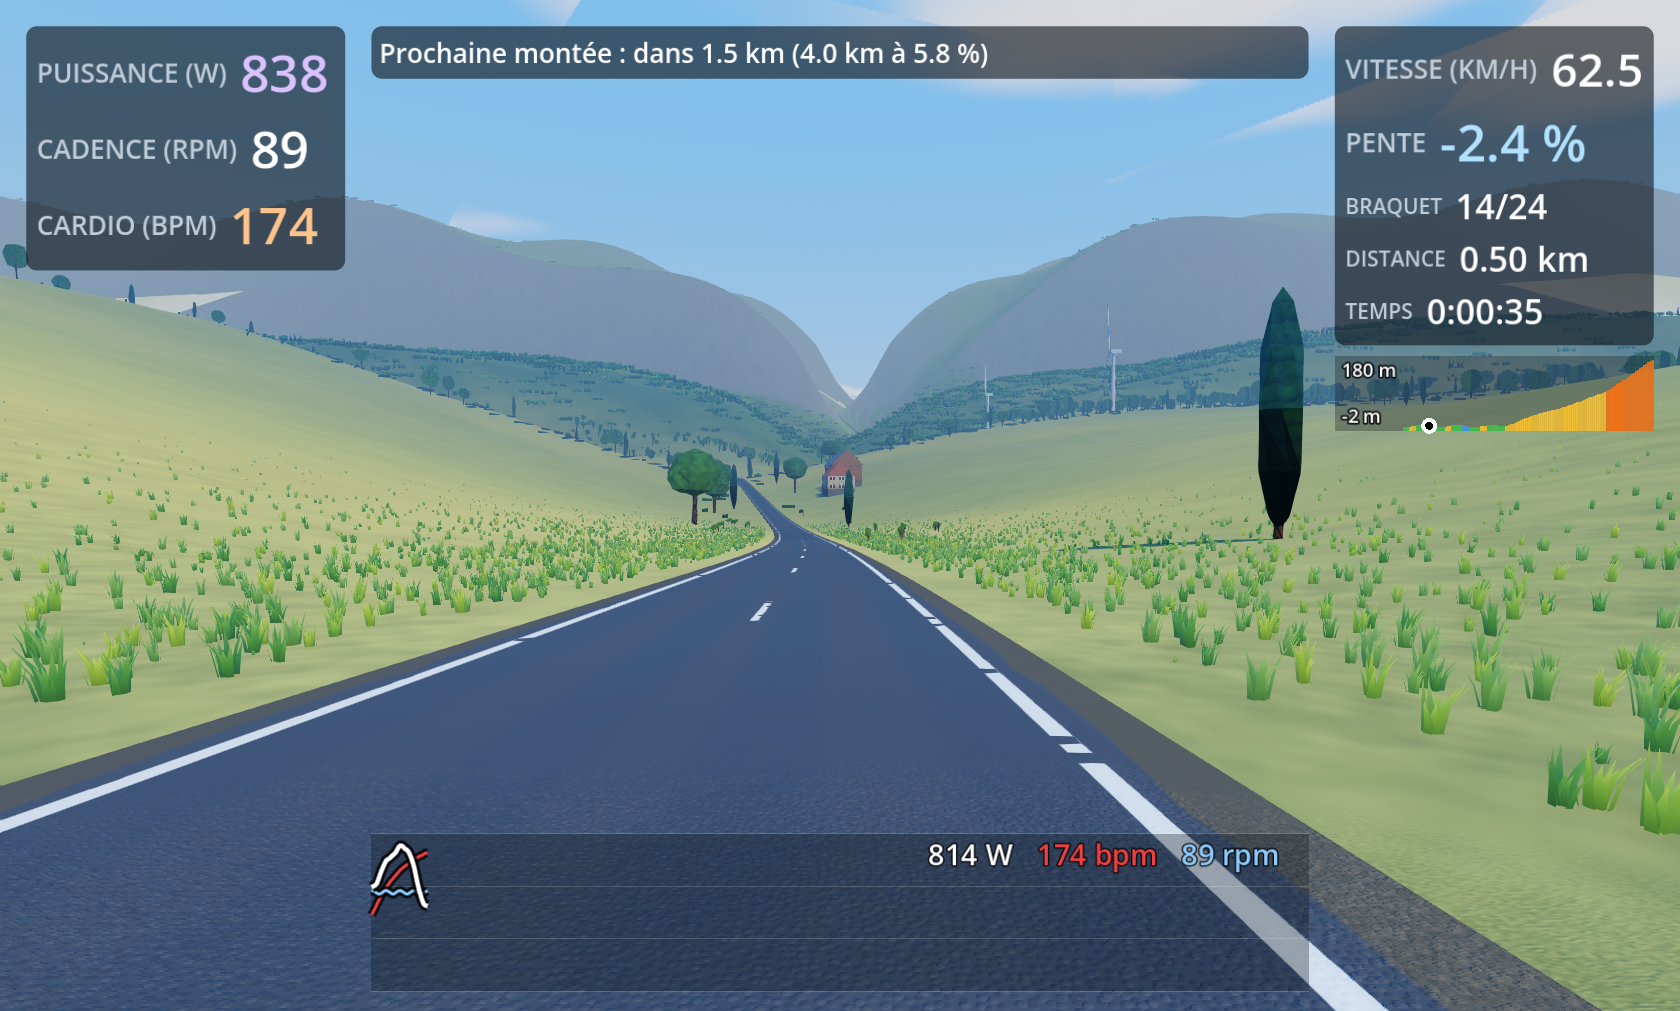 PUISSANCE (W) 838
CADENCE (RPM) 89
CARDIO (BPM) 174
Prochaine montée : dans 1.5 km (4.0 km à 5.8 %)
VITESSE (KM/H) 62.5
PENTE -2.4 %
BRAQUET 14/24
DISTANCE 0.50 km
TEMPS 0:00:35
180 m
-2 m
814 W 174 bpm 89 rpm